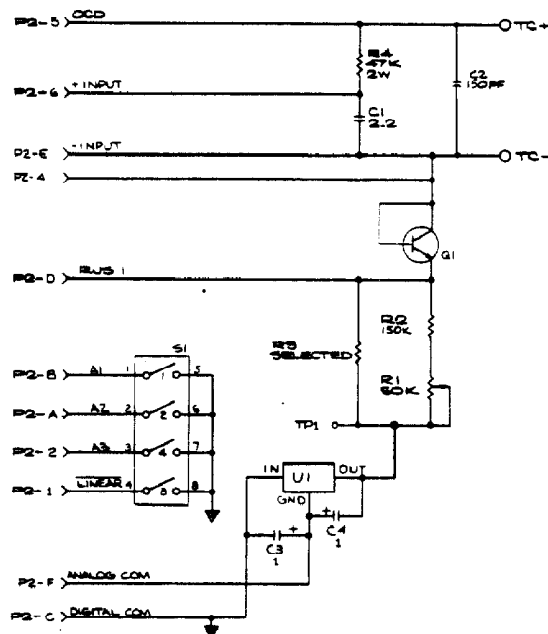 P2-5 OCD TC+
R4
47K
2W
C2
150PF
P2-6 +INPUT
C1
2.2
P2-E -INPUT TC-
P2-4
Q1
P2-D
R2
150K
R3
SELECTED
S1
R1
P2-B A1 1 1 5
P2-A A2 2 2 6
TP1
P2-2 A3 3 4 7
IN U1 OUT
P2-1 LINEAR 4 8 8
GND
C3
1
C4
1
P2-F ANALOG COM
P2-C DIGITAL COM